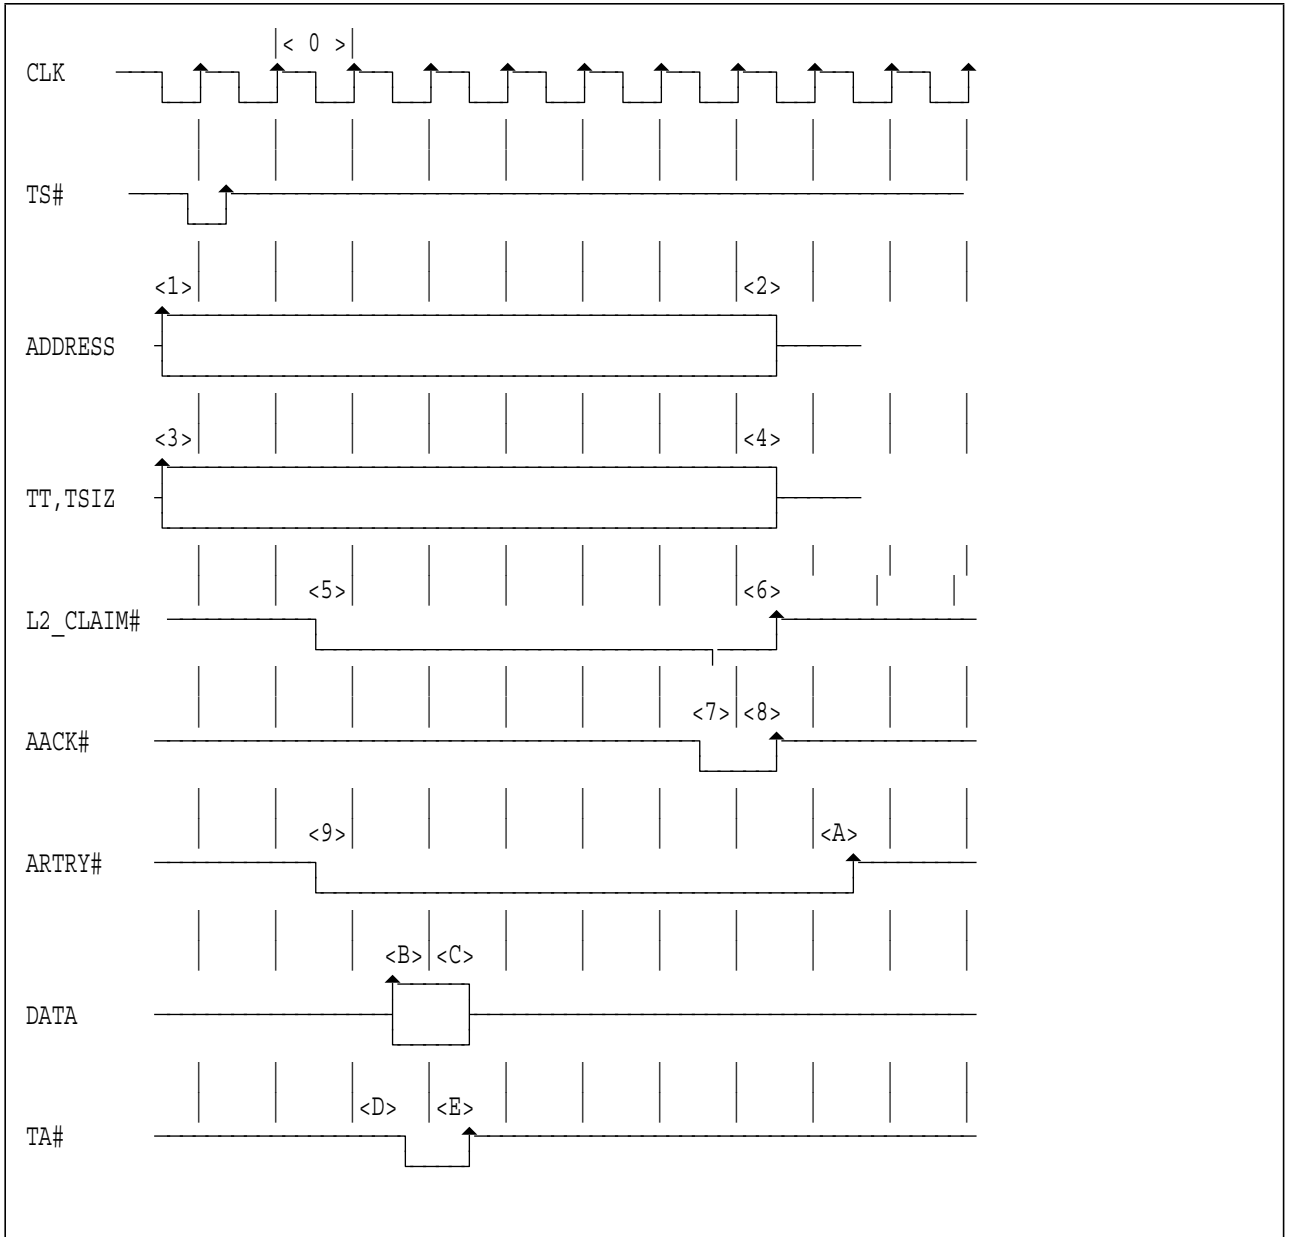 < 0 >
CLK
TS#
<1> <2>
ADDRESS
<3> <4>
TT,TSIZ
<5> <6>
L2_CLAIM#
<7> <8>
AACK#
<9> <A>
ARTRY#
<B> <C>
DATA
<D> <E>
TA#